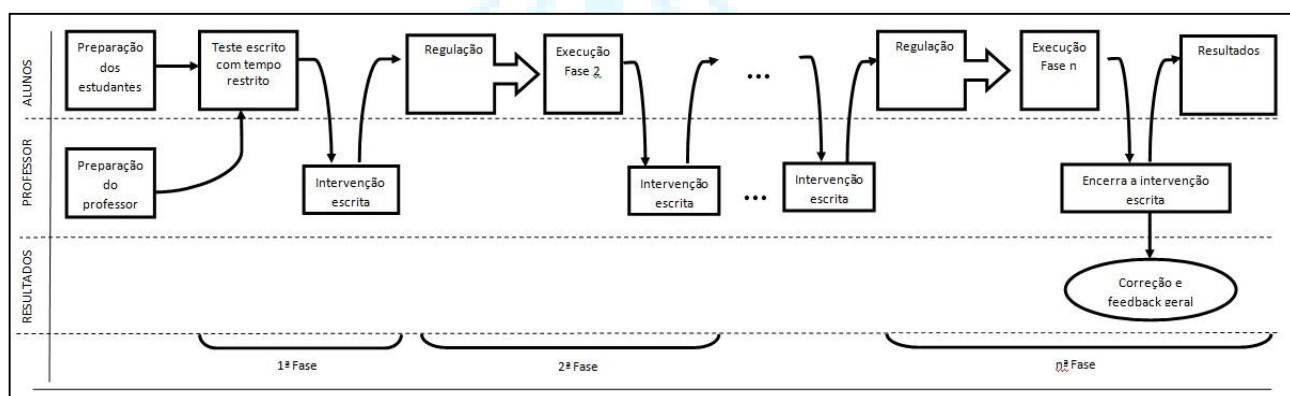 ALUNOS
Preparação
dos
estudantes
Teste escrito
com tempo
restrito
Regulação
Execução
Fase 2
...
Regulação
Execução
Fase n
Resultados
PROFESSOR
Preparação
do
professor
Intervenção
escrita
Intervenção
escrita
...
Intervenção
escrita
Encerra a intervenção
escrita
RESULTADOS
Correção e
feedback geral
1ª Fase
2ª Fase
nª Fase